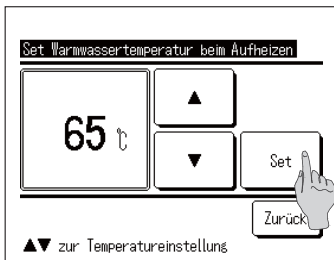 Set Warmwassertemperatur beim Aufheizen
▲
65 ℃
▼
Set
Zurück
▲▼ zur Temperatureinstellung